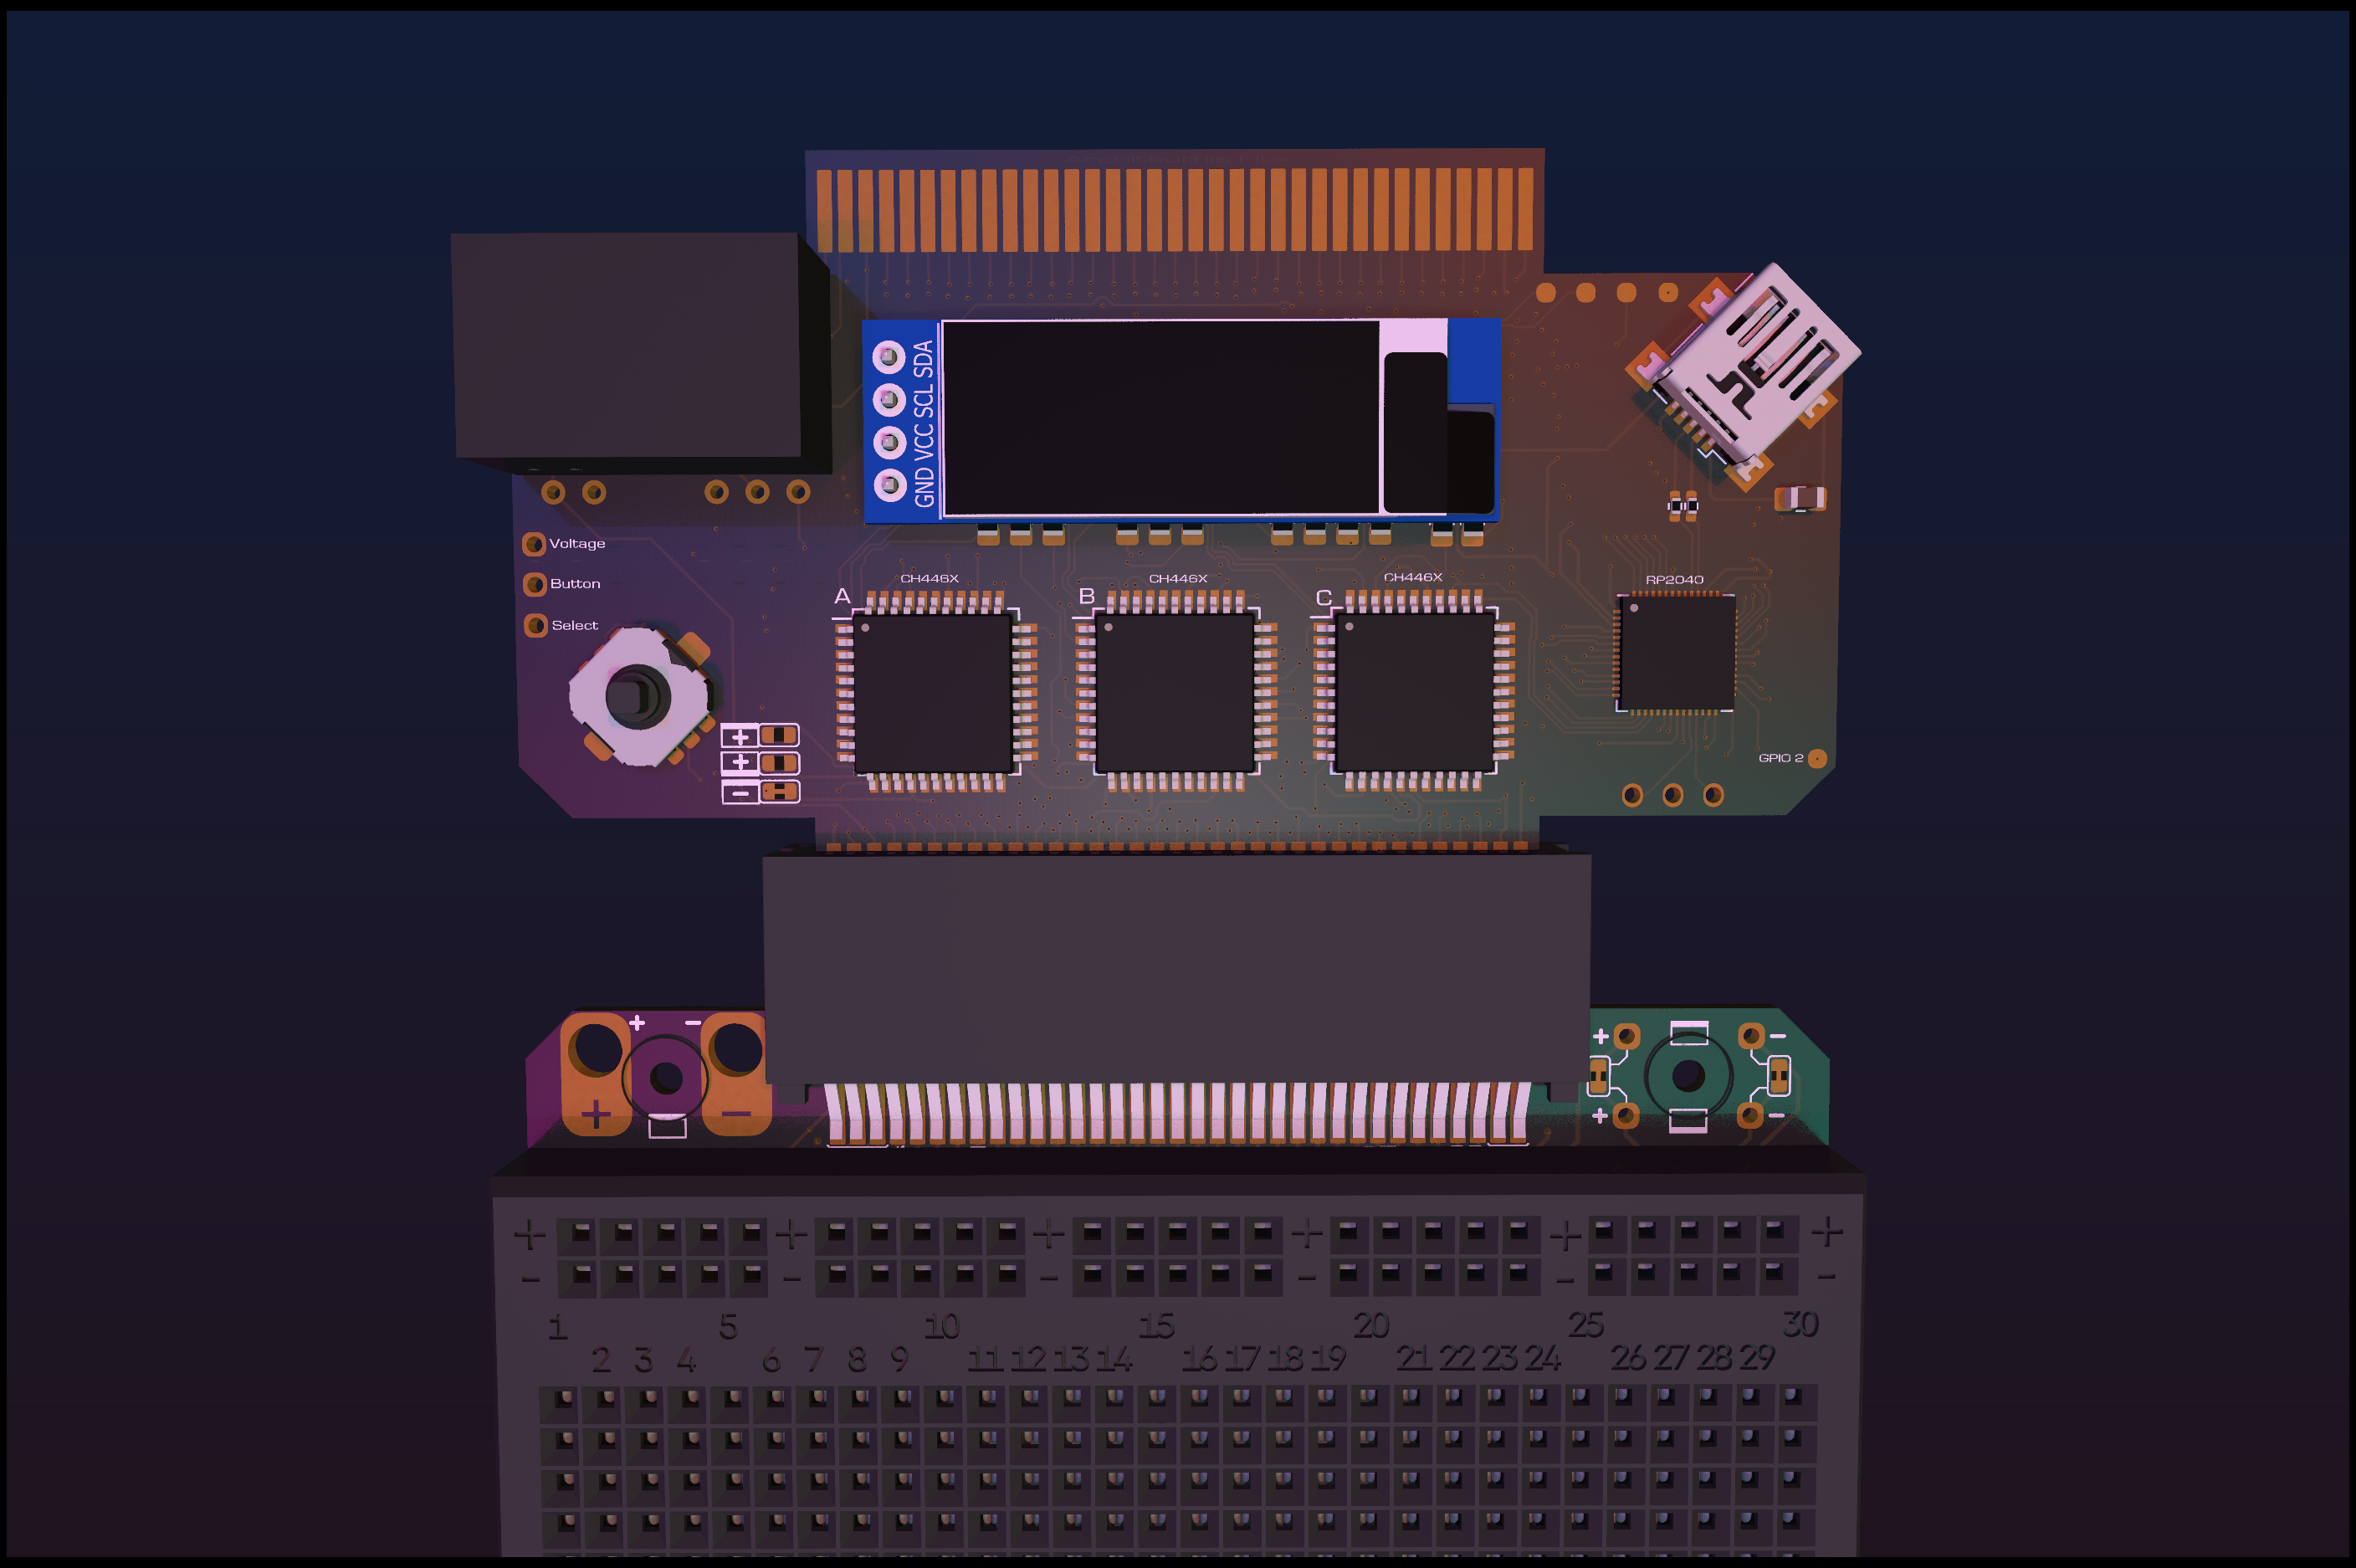 GND VCC SCL SDA
Voltage
Button
Select
CH446X
CH446X
CH446X
RP2040
A
B
C
+
+
-
GPIO 2
+ -
+ -
+ -
+ -
+ + + + + +
- - - - - -
1 5 10 15 20 25 30
2 3 4 6 7 8 9 11 12 13 14 16 17 18 19 21 22 23 24 26 27 28 29